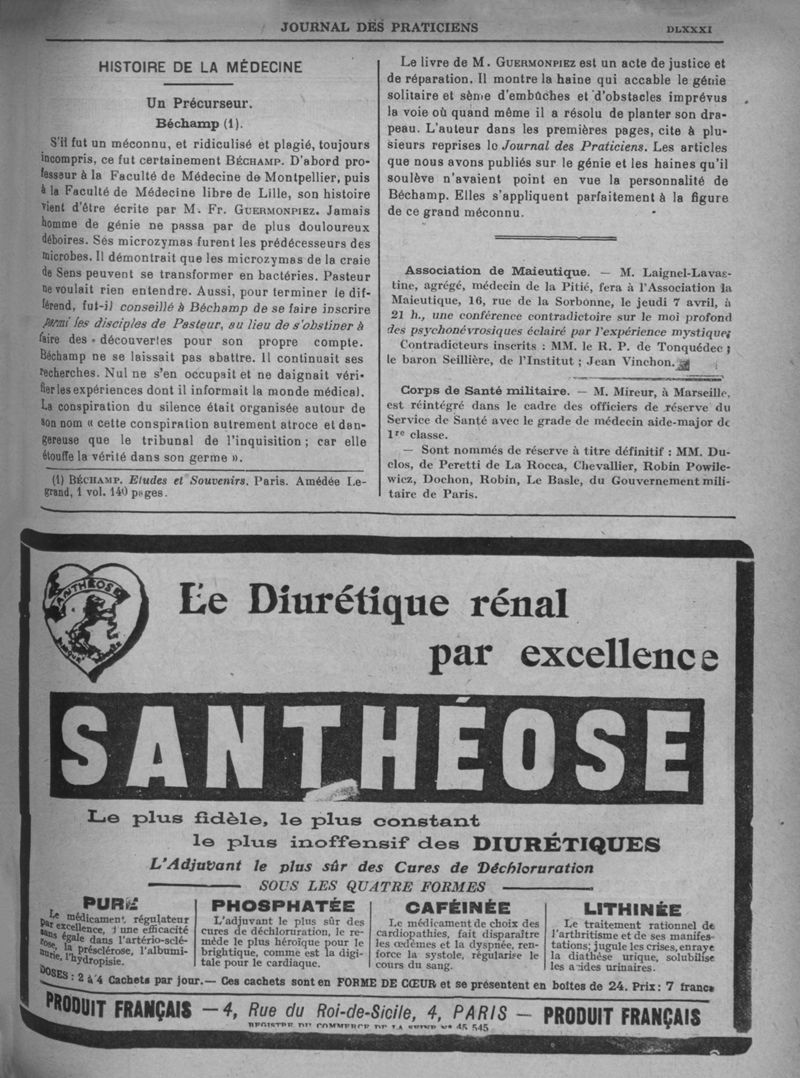 JOURNAL DES PRATICIENS
DLXXXI
HISTOIRE DE LA MÉDECINE
Un Précurseur.
Béchamp (1).
S'il fut un méconnu, et ridiculisé et plagié, toujours
incompris, ce fut certainement BÉCHAMP. D'abord pro-
fesseur à la Faculté de Médecine de Montpellier, puis
à la Faculté de Médecine libre de Lille, son histoire
vient d'être écrite par M. Fr. GUERMONPIEZ. Jamais
homme de génie ne passa par de plus douloureux
déboires. Ses microzymas furent les prédécesseurs des
microbes. Il démontrait que les microzymas de la craie
de Sens peuvent se transformer en bactéries. Pasteur
ne voulait rien entendre. Aussi, pour terminer le dif-
férend, fut-il conseillé à Béchamp de se faire inscrire
parmi les disciples de Pasteur, au lieu de s'obstiner à
faire des découvertes pour son propre compte.
Béchamp ne se laissait pas abattre. Il continuait ses
recherches. Nul ne s'en occupait et ne daignait véri-
fier les expériences dont il informait la monde médical.
La conspiration du silence était organisée autour de
son nom « cette conspiration autrement atroce et dan-
gereuse que le tribunal de l'inquisition ; car elle
étouffe la vérité dans son germe ».
(1) BÉCHAMP. Etudes et Souvenirs. Paris. Amédée Le-
grand, 1 vol. 140 pages.
Le livre de M. GUERMONPIEZ est un acte de justice et
de réparation. Il montre la haine qui accable le génie
solitaire et sème d'embûches et d'obstacles imprévus
la voie où quand même il a résolu de planter son dra-
peau. L'auteur dans les premières pages, cite à plu-
sieurs reprises le Journal des Praticiens. Les articles
que nous avons publiés sur le génie et les haines qu'il
soulève n'avaient point en vue la personnalité de
Béchamp. Elles s'appliquent parfaitement à la figure
de ce grand méconnu.
Association de Maieutique. — M. Laignel-Lavas-
tine, agrégé, médecin de la Pitié, fera à l'Association la
Maieutique, 16, rue de la Sorbonne, le jeudi 7 avril, à
21 h., une conférence contradictoire sur le moi profond
des psychonévrosiques éclairé par l'expérience mystique;
Contradicteurs inscrits : MM. le R. P. de Tonquédec ;
le baron Seillière, de l'Institut ; Jean Vinchon.
Corps de Santé militaire. — M. Mireur, à Marseille,
est réintégré dans le cadre des officiers de réserve du
Service de Santé avec le grade de médecin aide-major de
1re classe.
— Sont nommés de réserve à titre définitif : MM. Du-
clos, de Peretti de La Rocca, Chevallier, Robin Powile-
wicz, Dochon, Robin, Le Basle, du Gouvernement mili-
taire de Paris.
SANTHÉOSE
Le Diurétique rénal
par excellence
SANTHÉOSE
Le plus fidèle, le plus constant
le plus inoffensif des DIURÉTIQUES
L'Adjuvant le plus sûr des Cures de Déchloruration
SOUS LES QUATRE FORMES
PURE
Le médicament régulateur
par excellence, d'une efficacité
sans égale dans l'artério-sclé-
rose, la présclérose, l'albumi-
nurie, l'hydropisie.
PHOSPHATÉE
L'adjuvant le plus sûr des
cures de déchloruration, le re-
mède le plus héroïque pour le
brightique, comme est la digi-
tale pour le cardiaque.
CAFÉINÉE
Le médicament de choix des
cardiopathies, fait disparaître
les œdèmes et la dyspnée, ren-
force la systole, régularise le
cours du sang.
LITHINÉE
Le traitement rationnel de
l'arthritisme et de ses manifes-
tations; jugule les crises, enraye
la diathèse urique, solubilise
les acides urinaires.
DOSES : 2 à 4 Cachets par jour.— Ces cachets sont en FORME DE CŒUR et se présentent en boîtes de 24. Prix : 7 francs
PRODUIT FRANÇAIS — 4, Rue du Roi-de-Sicile, 4, PARIS — PRODUIT FRANÇAIS
REGISTRE DU COMMERCE DE LA SEINE N° 45 545